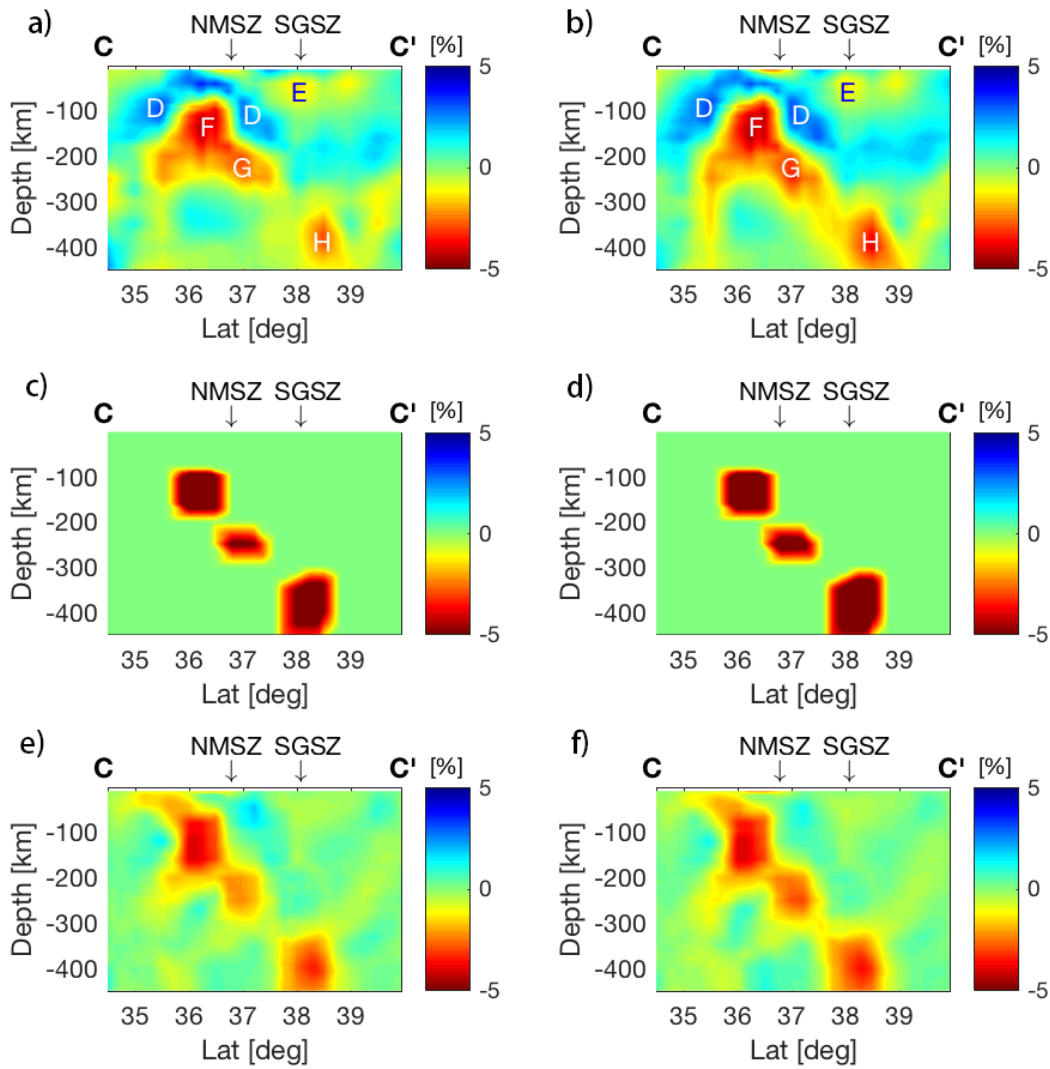 a) NMSZ SGSZ
C C' [%]
Depth [km]
-100
-200
-300
-400
D F D E G H
35 36 37 38 39
Lat [deg]
5
0
-5
b) NMSZ SGSZ
C C' [%]
Depth [km]
-100
-200
-300
-400
D F D E G H
35 36 37 38 39
Lat [deg]
5
0
-5
c) NMSZ SGSZ
C C' [%]
Depth [km]
-100
-200
-300
-400
35 36 37 38 39
Lat [deg]
5
0
-5
d) NMSZ SGSZ
C C' [%]
Depth [km]
-100
-200
-300
-400
35 36 37 38 39
Lat [deg]
5
0
-5
e) NMSZ SGSZ
C C' [%]
Depth [km]
-100
-200
-300
-400
35 36 37 38 39
Lat [deg]
5
0
-5
f) NMSZ SGSZ
C C' [%]
Depth [km]
-100
-200
-300
-400
35 36 37 38 39
Lat [deg]
5
0
-5